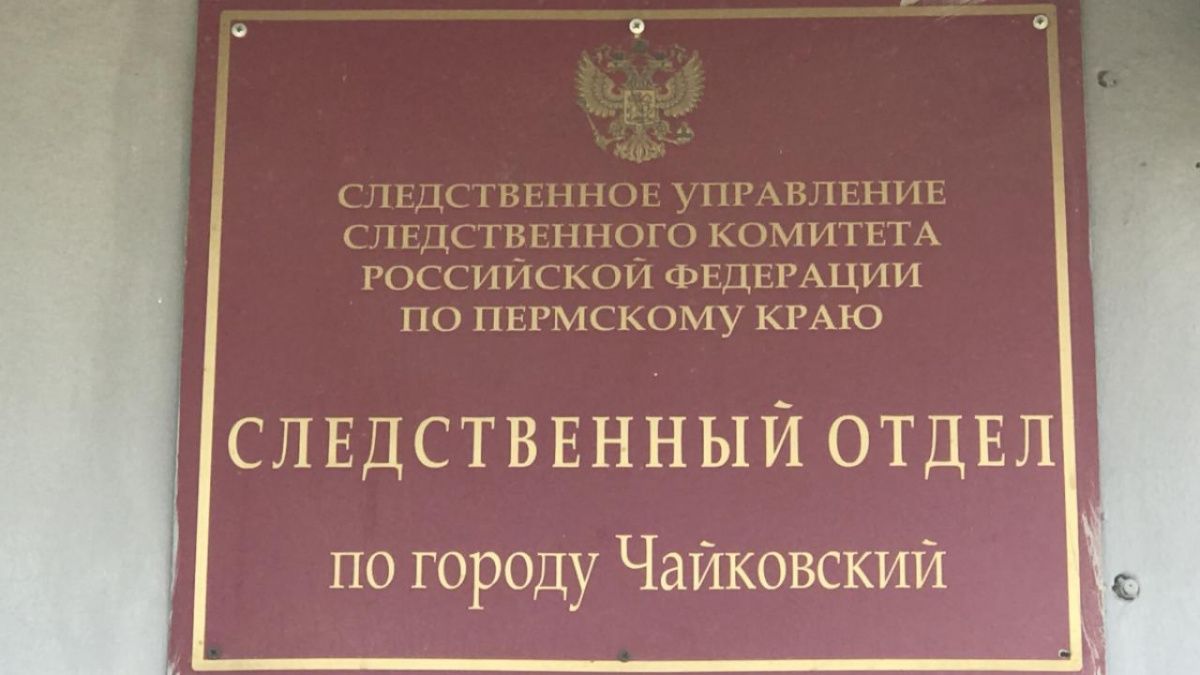 СЛЕДСТВЕННОЕ УПРАВЛЕНИЕ
СЛЕДСТВЕННОГО КОМИТЕТА
РОССИЙСКОЙ ФЕДЕРАЦИИ
ПО ПЕРМСКОМУ КРАЮ
СЛЕДСТВЕННЫЙ ОТДЕЛ
по городу Чайковский